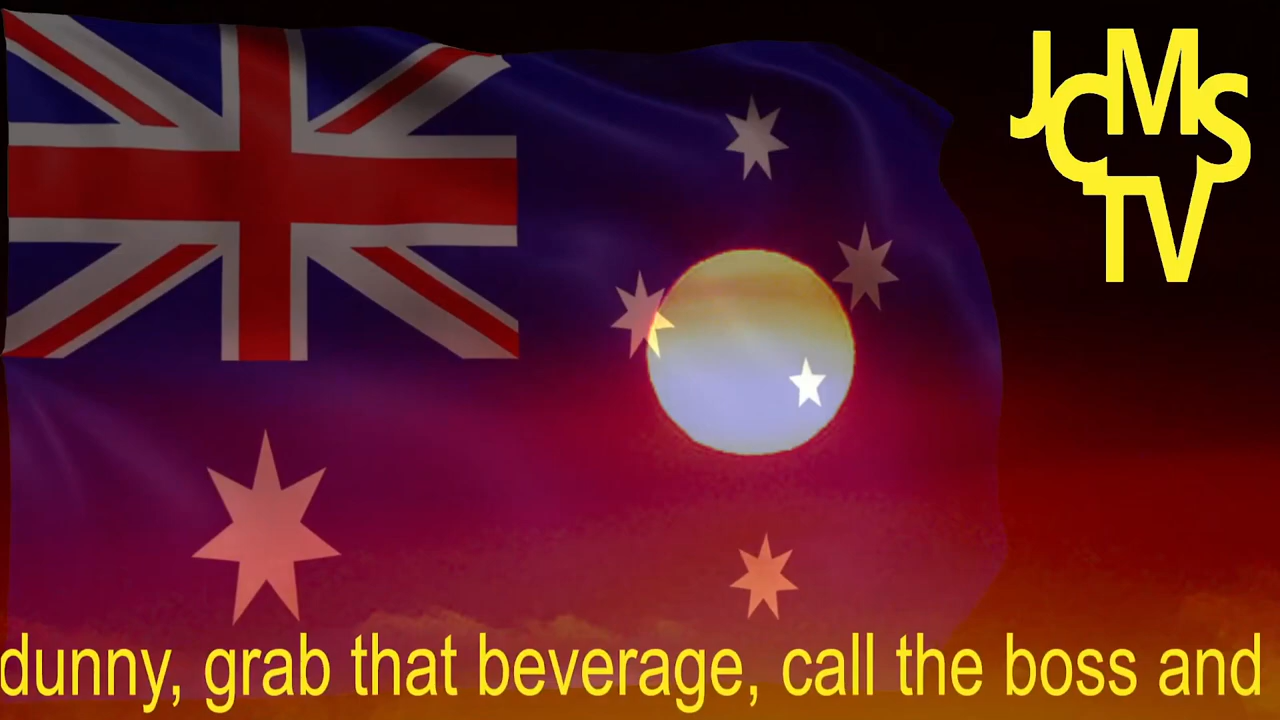 JCMS
TV
dunny, grab that beverage, call the boss and